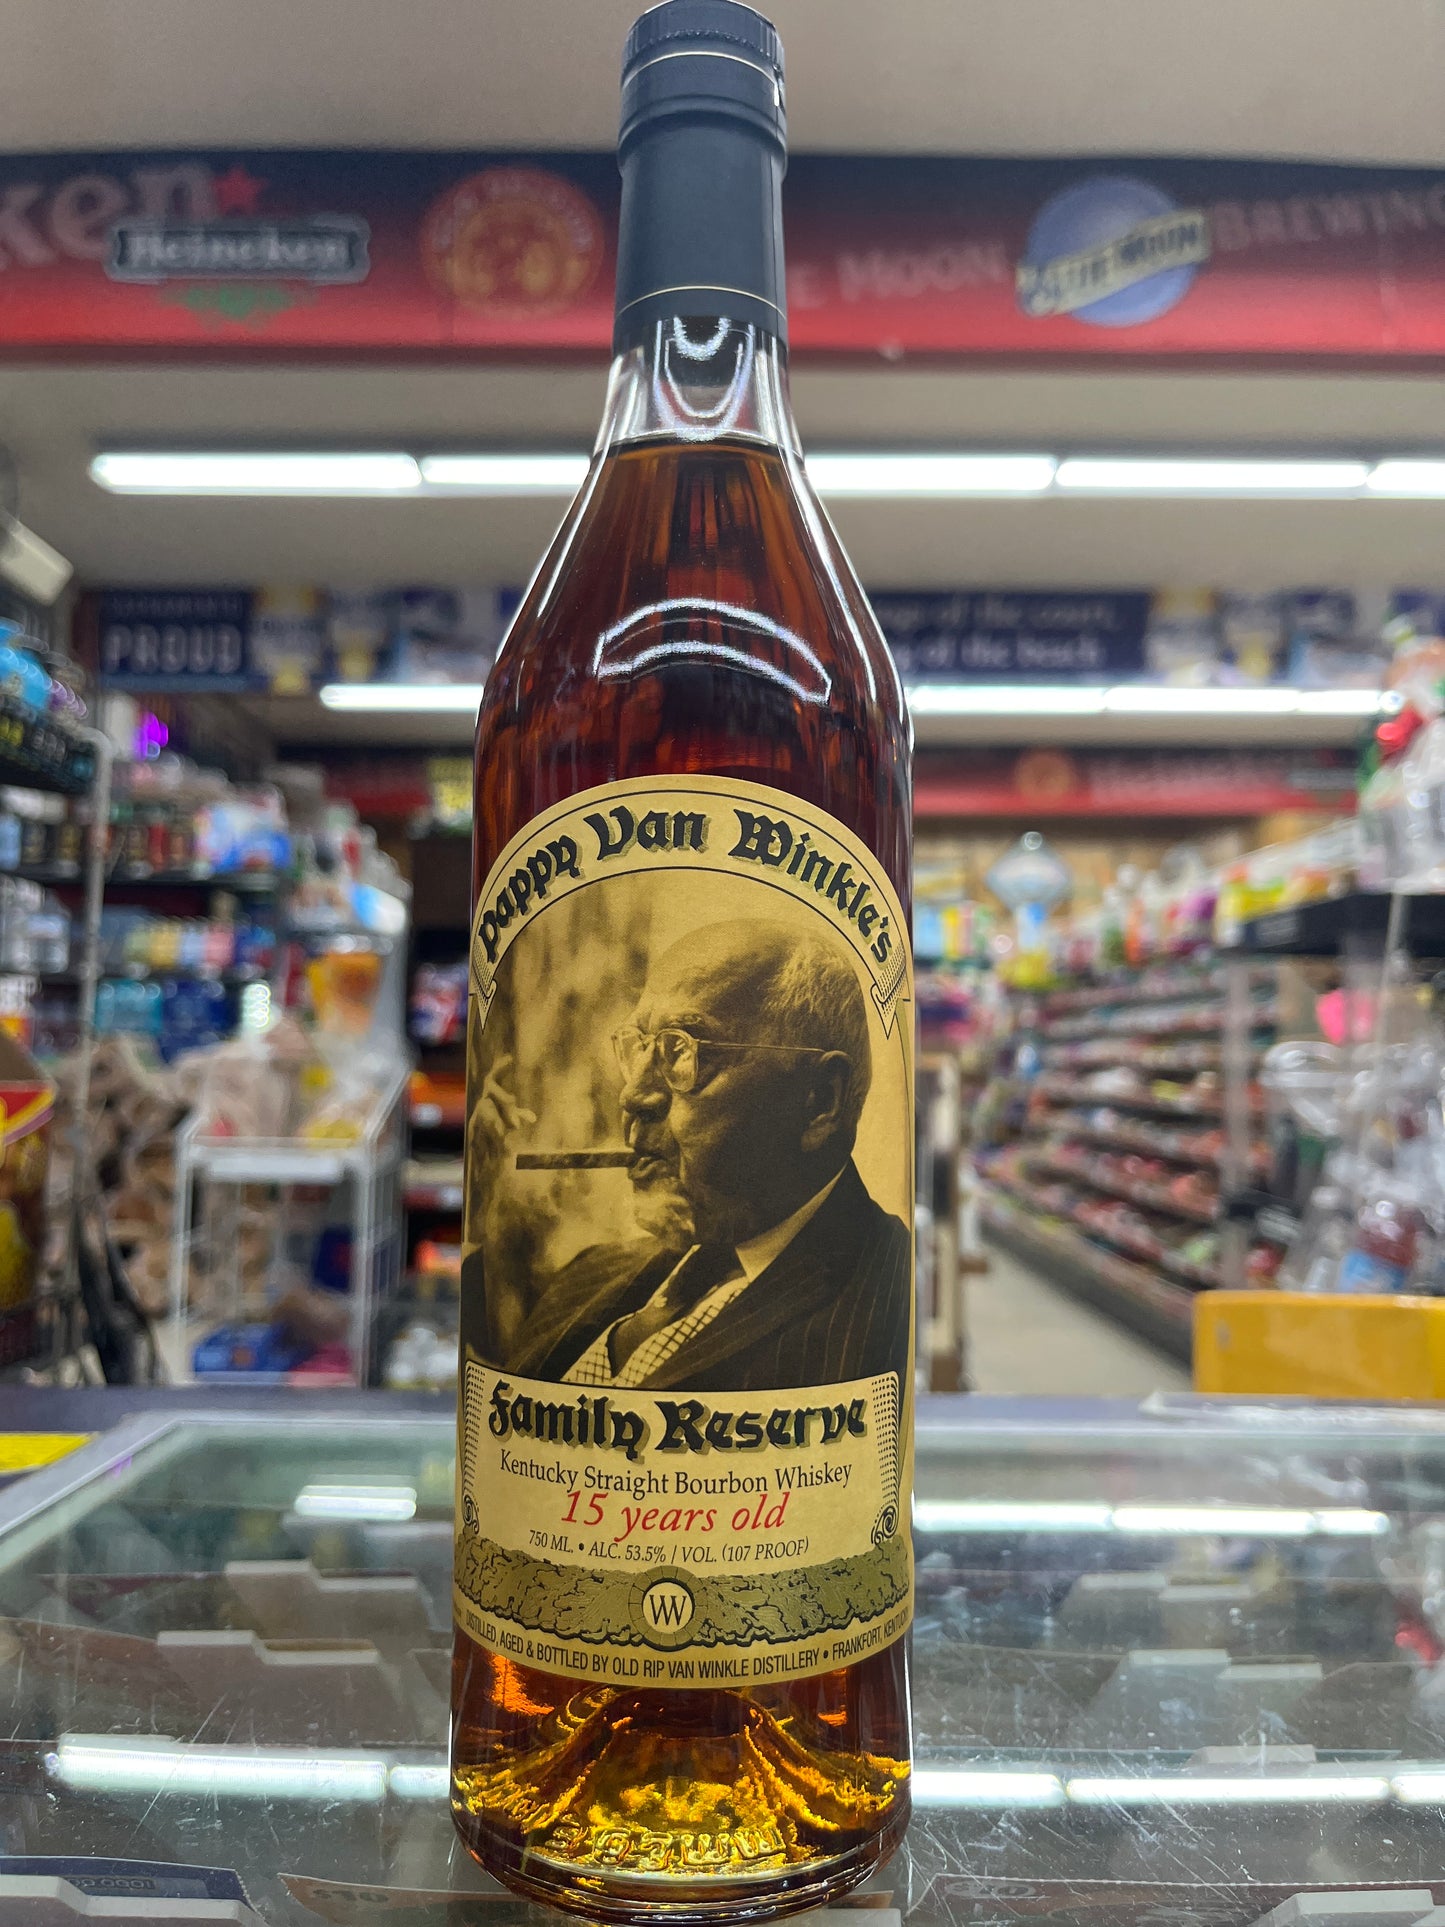 ken
Heineken
E MOON
BLUE MOON
BREWING
PROUD
Pappy Van Winkle's
Family Reserve
Kentucky Straight Bourbon Whiskey
15 years old
750 ML. • ALC. 53.5% / VOL. (107 PROOF)
VW
DISTILLED, AGED & BOTTLED BY OLD RIP VAN WINKLE DISTILLERY • FRANKFORT, KENTUCKY
$10